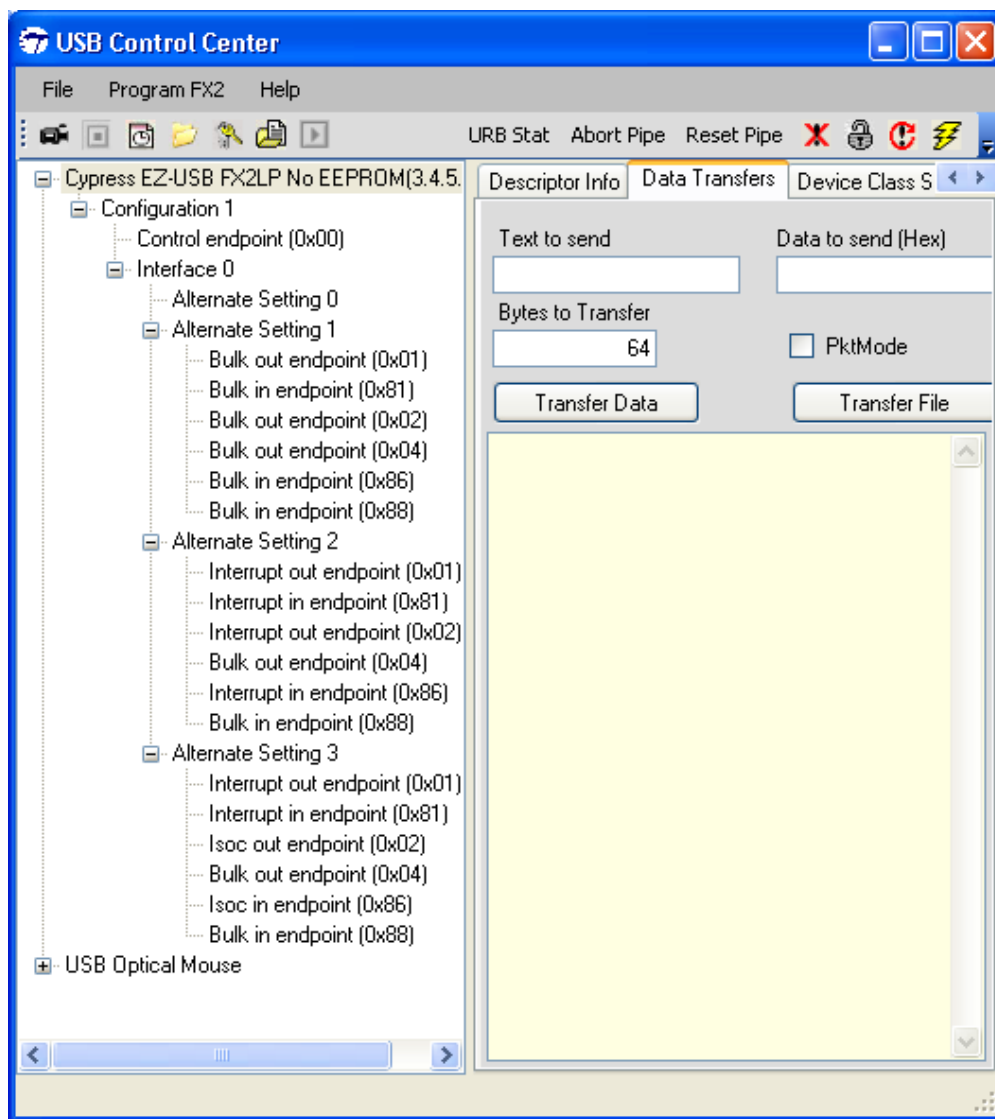 USB Control Center
File Program FX2 Help
URB Stat Abort Pipe Reset Pipe
Cypress EZ-USB FX2LP No EEPROM(3.4.5.
Configuration 1
Control endpoint (0x00)
Interface 0
Alternate Setting 0
Alternate Setting 1
Bulk out endpoint (0x01)
Bulk in endpoint (0x81)
Bulk out endpoint (0x02)
Bulk out endpoint (0x04)
Bulk in endpoint (0x86)
Bulk in endpoint (0x88)
Alternate Setting 2
Interrupt out endpoint (0x01)
Interrupt in endpoint (0x81)
Interrupt out endpoint (0x02)
Bulk out endpoint (0x04)
Interrupt in endpoint (0x86)
Bulk in endpoint (0x88)
Alternate Setting 3
Interrupt out endpoint (0x01)
Interrupt in endpoint (0x81)
Isoc out endpoint (0x02)
Bulk out endpoint (0x04)
Isoc in endpoint (0x86)
Bulk in endpoint (0x88)
USB Optical Mouse
Descriptor Info Data Transfers Device Class S
Text to send Data to send (Hex)
Bytes to Transfer
64 PktMode
Transfer Data Transfer File